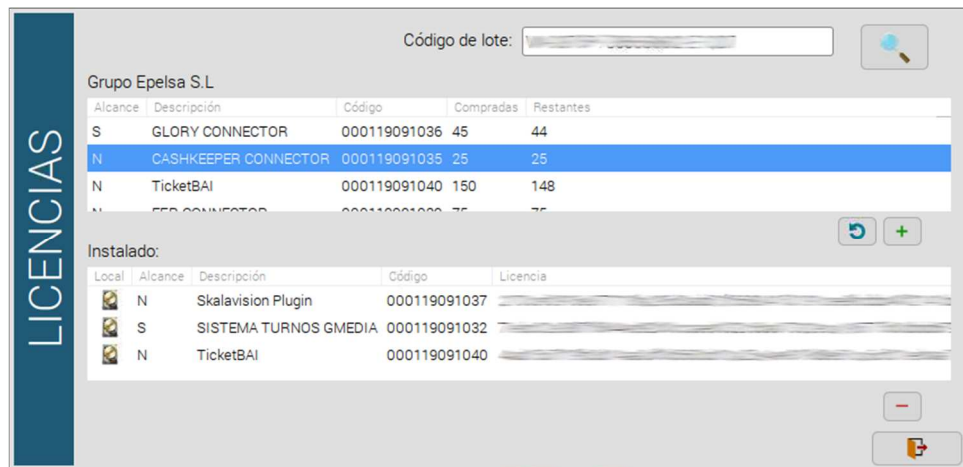 LICENCIAS
Código de lote:
Grupo Epelsa S.L
Alcance Descripción Código Compradas Restantes
S GLORY CONNECTOR 000119091036 45 44
N CASHKEEPER CONNECTOR 000119091035 25 25
N TicketBAI 000119091040 150 148
Instalado:
Local Alcance Descripción Código Licencia
N Skalavision Plugin 000119091037
S SISTEMA TURNOS GMEDIA 000119091032
N TicketBAI 000119091040